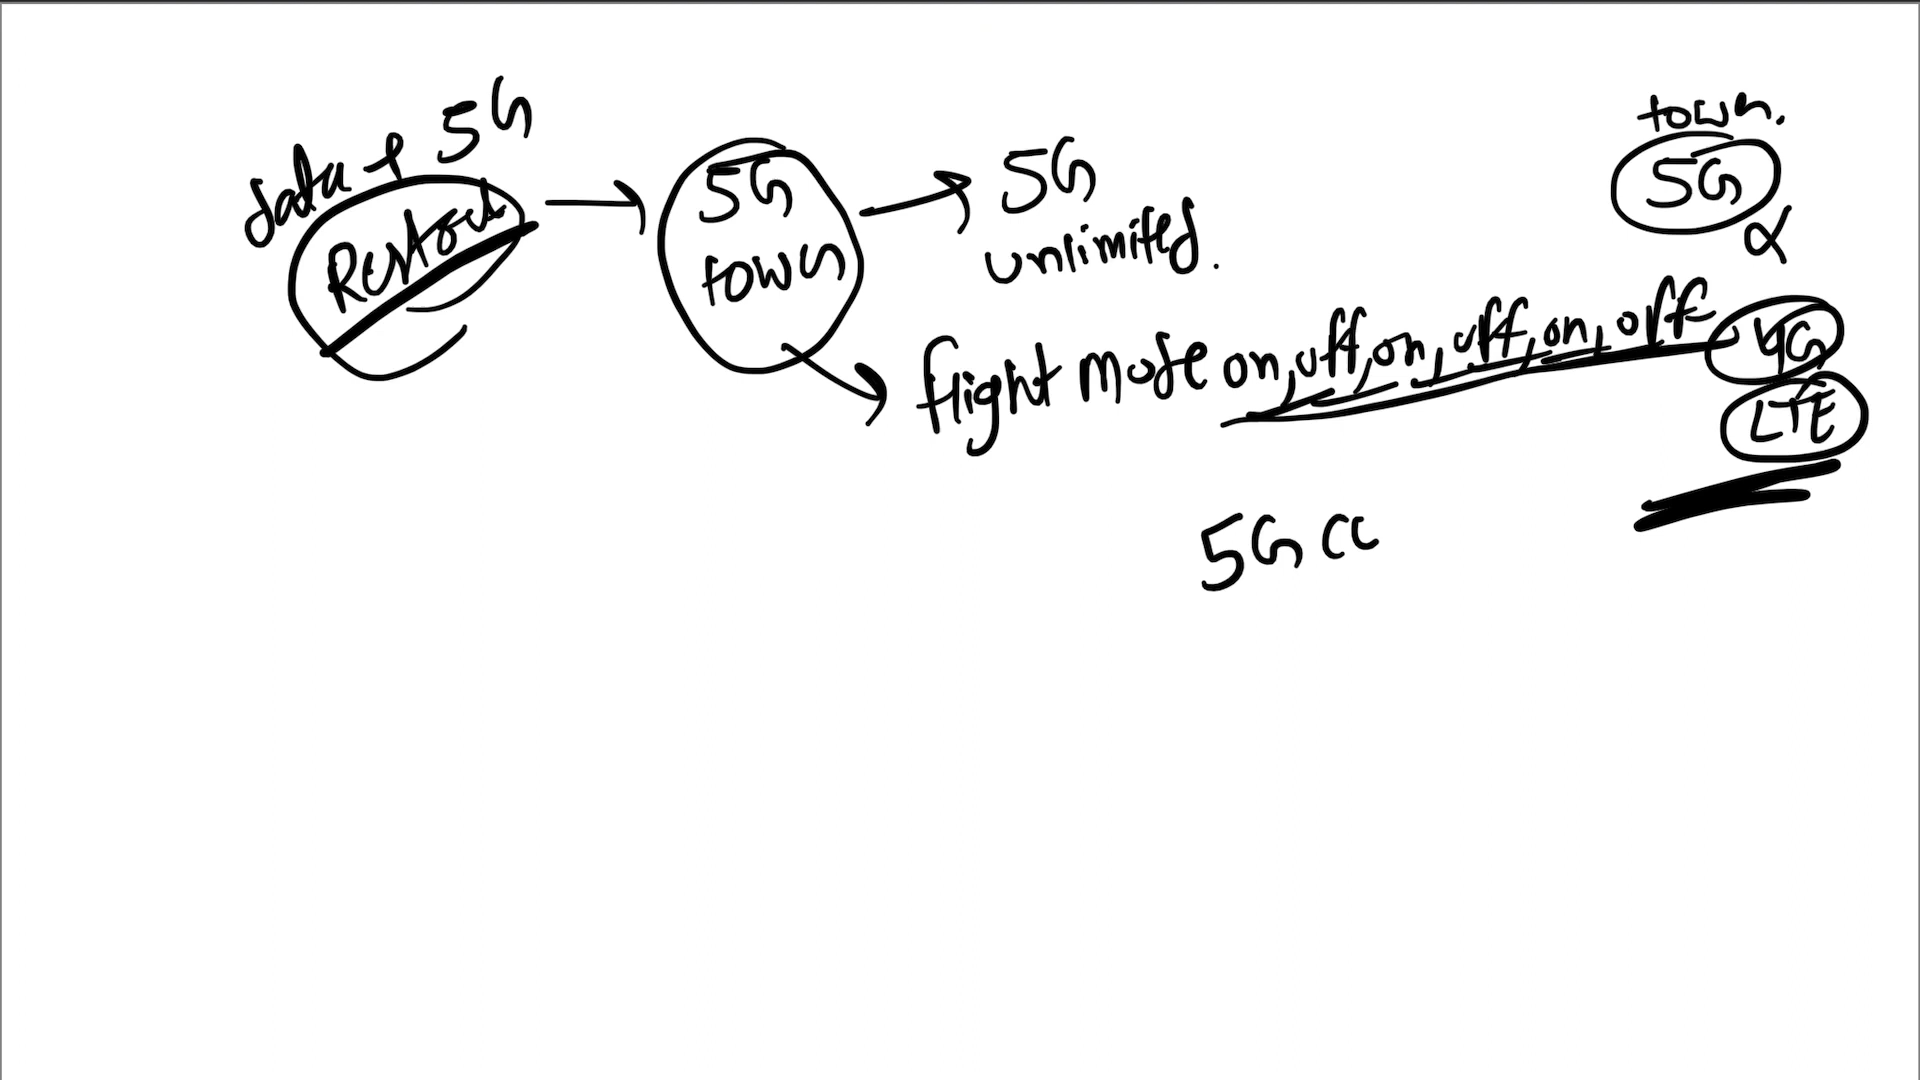 data + 5G
5G
town
5G
unlimited.
town.
5G
flight mode on, off, on, off, on, off
4G
LTE
5G CC